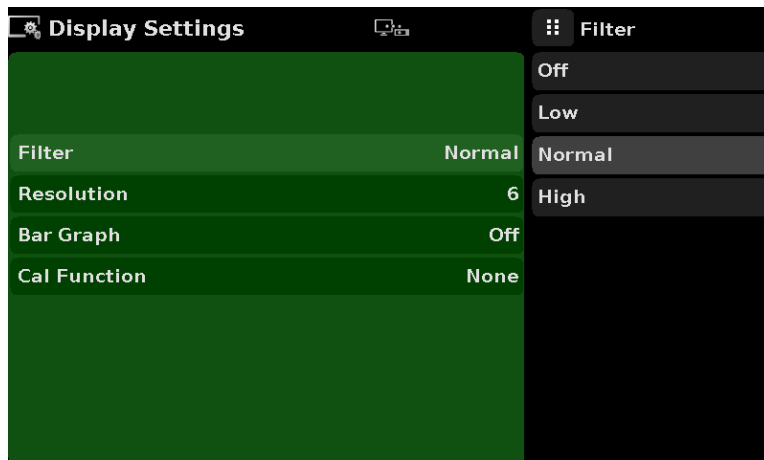 Display Settings
Filter Normal
Resolution 6
Bar Graph Off
Cal Function None
Filter
Off
Low
Normal
High